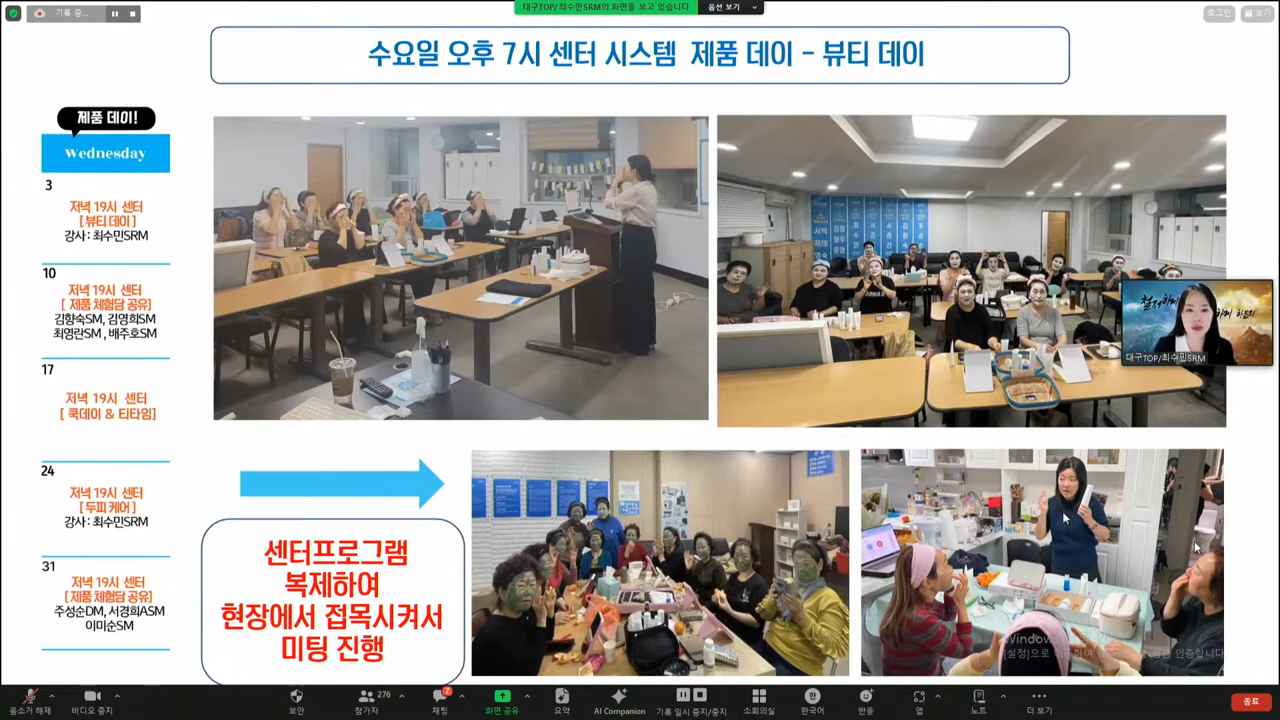 기록 중...
대구TOP/최수민SRM의 화면을 보고 있습니다
옵션 보기
로그인
보기
수요일 오후 7시 센터 시스템 제품 데이 - 뷰티 데이
제품 데이!
Wednesday
3
저녁 19시 센터
[ 뷰티 데이 ]
강사 : 최수민SRM
10
저녁 19시 센터
[ 제품 체험담 공유]
김향숙SM, 김영희SM
최영란SM , 배주호SM
17
저녁 19시 센터
[ 쿡데이 & 티타임]
24
저녁 19시 센터
[ 두피 케어 ]
강사 : 최수민SRM
31
저녁 19시 센터
[제품 체험담 공유]
주성순DM, 서경희ASM
이미순SM
센터프로그램
복제하여
현장에서 접목시켜서
미팅 진행
대구TOP/최수민SRM
음소거 해제
비디오 중지
보안
참가자
276
채팅
7
화면 공유
요약
AI Companion
기록 일시 중지/중지
소회의실
한국어
반응
앱
노트
더 보기
종료